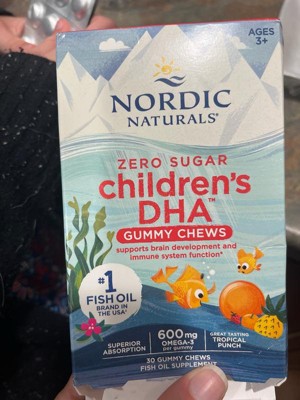 AGES
3+
NORDIC
NATURALS®
ZERO SUGAR
children's
DHA™
GUMMY CHEWS
supports brain development and
immune system function*
#1
FISH OIL
BRAND IN
THE USA^
SUPERIOR
ABSORPTION
600mg
OMEGA-3
per gummy
GREAT TASTING
TROPICAL
PUNCH
30 GUMMY CHEWS
FISH OIL SUPPLEMENT